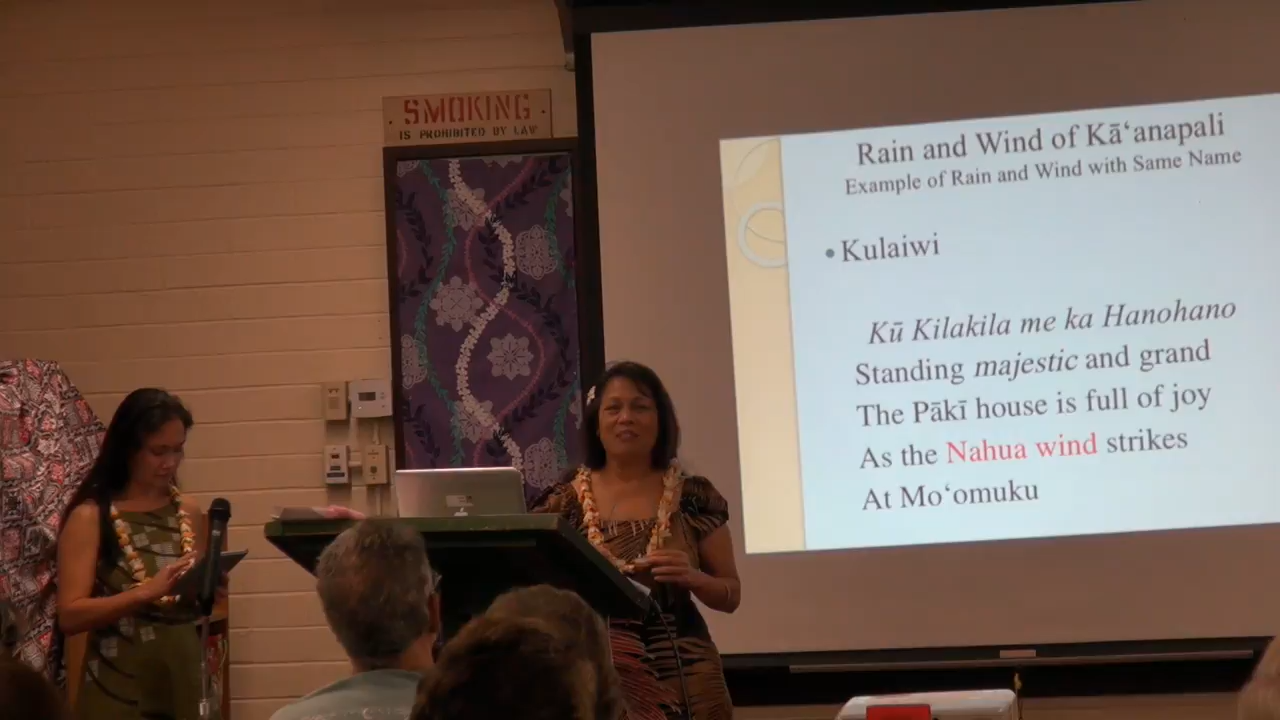 SMOKING
IS PROHIBITED BY LAW
Rain and Wind of Kāʻanapali
Example of Rain and Wind with Same Name
• Kulaiwi
Kū Kilakila me ka Hanohano
Standing majestic and grand
The Pākī house is full of joy
As the Nahua wind strikes
At Moʻomuku